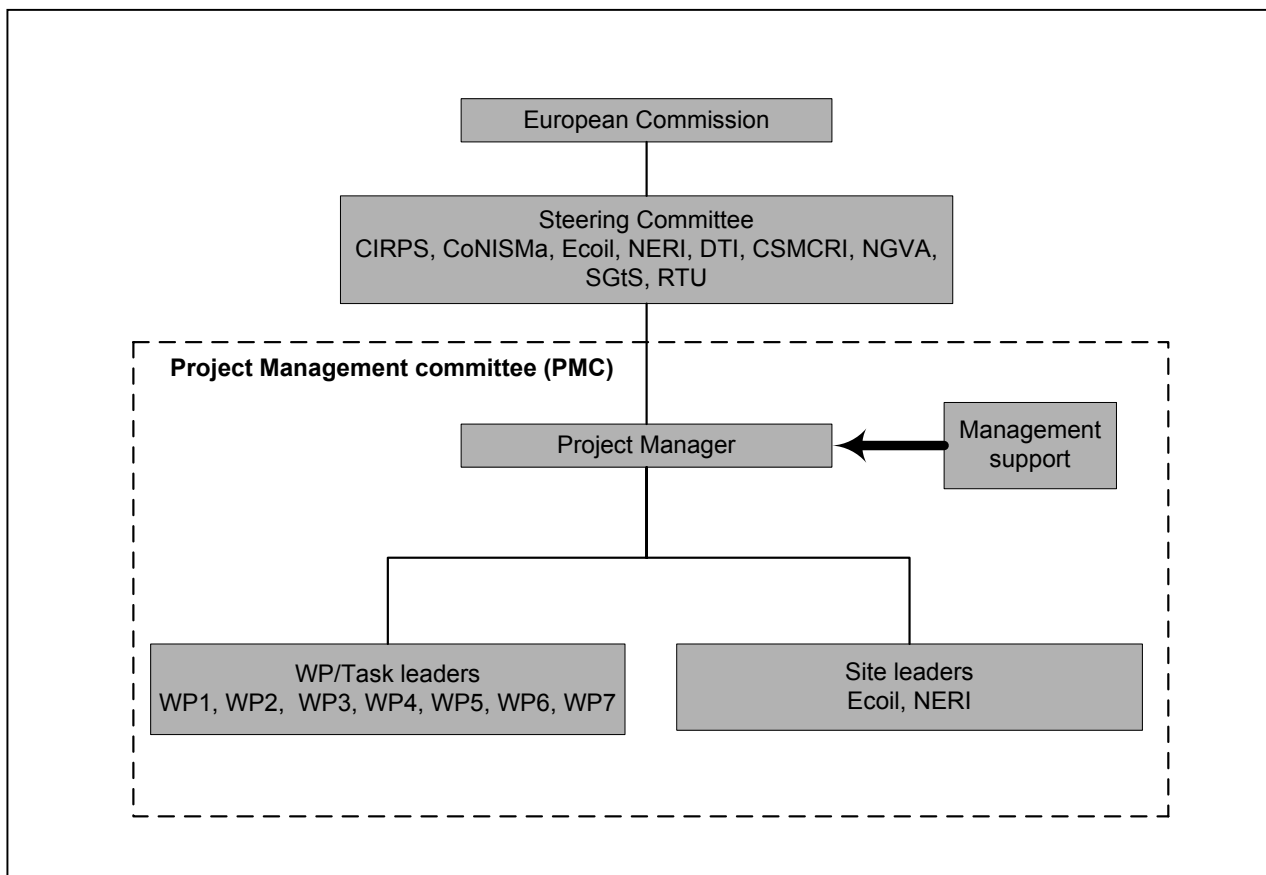 European Commission
Steering Committee
CIRPS, CoNISMa, Ecoil, NERI, DTI, CSMCRI, NGVA,
SGtS, RTU
Project Management committee (PMC)
Project Manager
Management
support
WP/Task leaders
WP1, WP2,  WP3, WP4, WP5, WP6, WP7
Site leaders
Ecoil, NERI